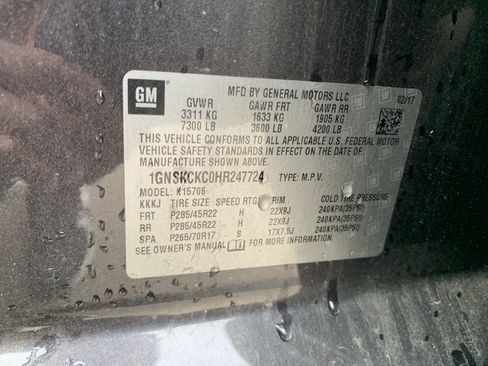 GM MFD BY GENERAL MOTORS LLC 02/17
GVWR GAWR FRT GAWR RR
3311 KG 1633 KG 1905 KG
7300 LB 3600 LB 4200 LB
THIS VEHICLE CONFORMS TO ALL APPLICABLE U.S. FEDERAL MOTOR
VEHICLE SAFETY STANDARDS IN EFFECT ON THE DATE OF
MANUFACTURE SHOWN ABOVE.
1GNSKCKC0HR247724 TYPE: M.P.V.
MODEL: K15706
KKKJ TIRE SIZE SPEED RTG RIM COLD TIRE PRESSURE
FRT P285/45R22 H 22X9J 240KPA(35PSI)
RR P285/45R22 H 22X9J 240KPA(35PSI)
SPA P265/70R17 S 17X7.5J 240KPA(35PSI)
SEE OWNER'S MANUAL FOR MORE INFORMATION.